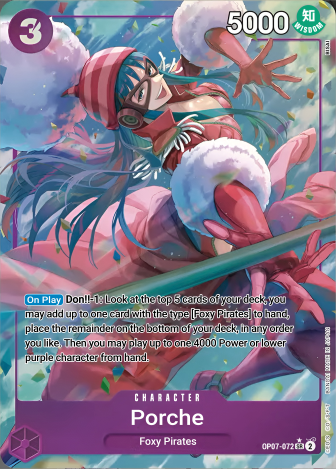 3
5000
知
WISDOM
On Play Don!!-1: Look at the top 5 cards of your deck, you
may add up to one card with the type [Foxy Pirates] to hand,
place the remainder on the bottom of your deck, in any order
you like. Then you may play up to one 4000 Power or lower
purple character from hand.
CHARACTER
Porche
Foxy Pirates
OP07-072 SR 2